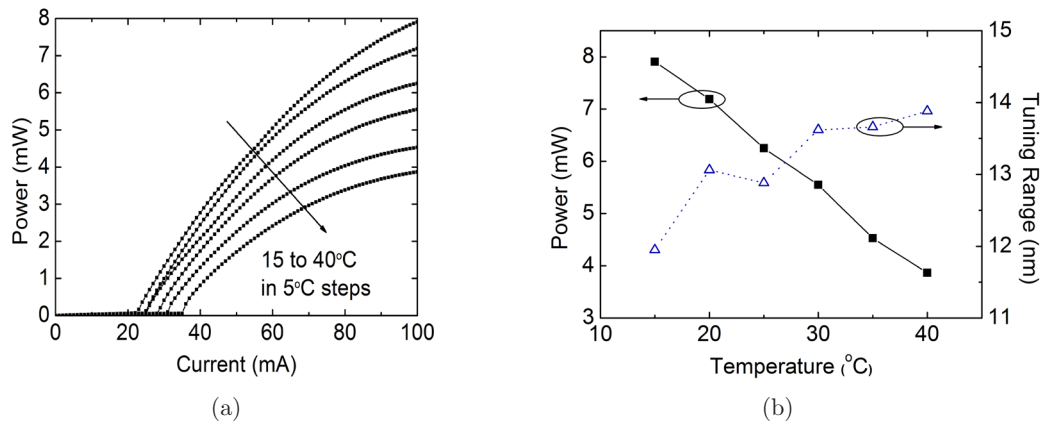 8
7
6
5
4
3
2
1
0
Power (mW)
0 20 40 60 80 100
Current (mA)
15 to 40°C
in 5°C steps
(a)
8
7
6
5
4
3
Power (mW)
10 20 30 40
Temperature (°C)
15
14
13
12
11
Tuning Range (nm)
(b)